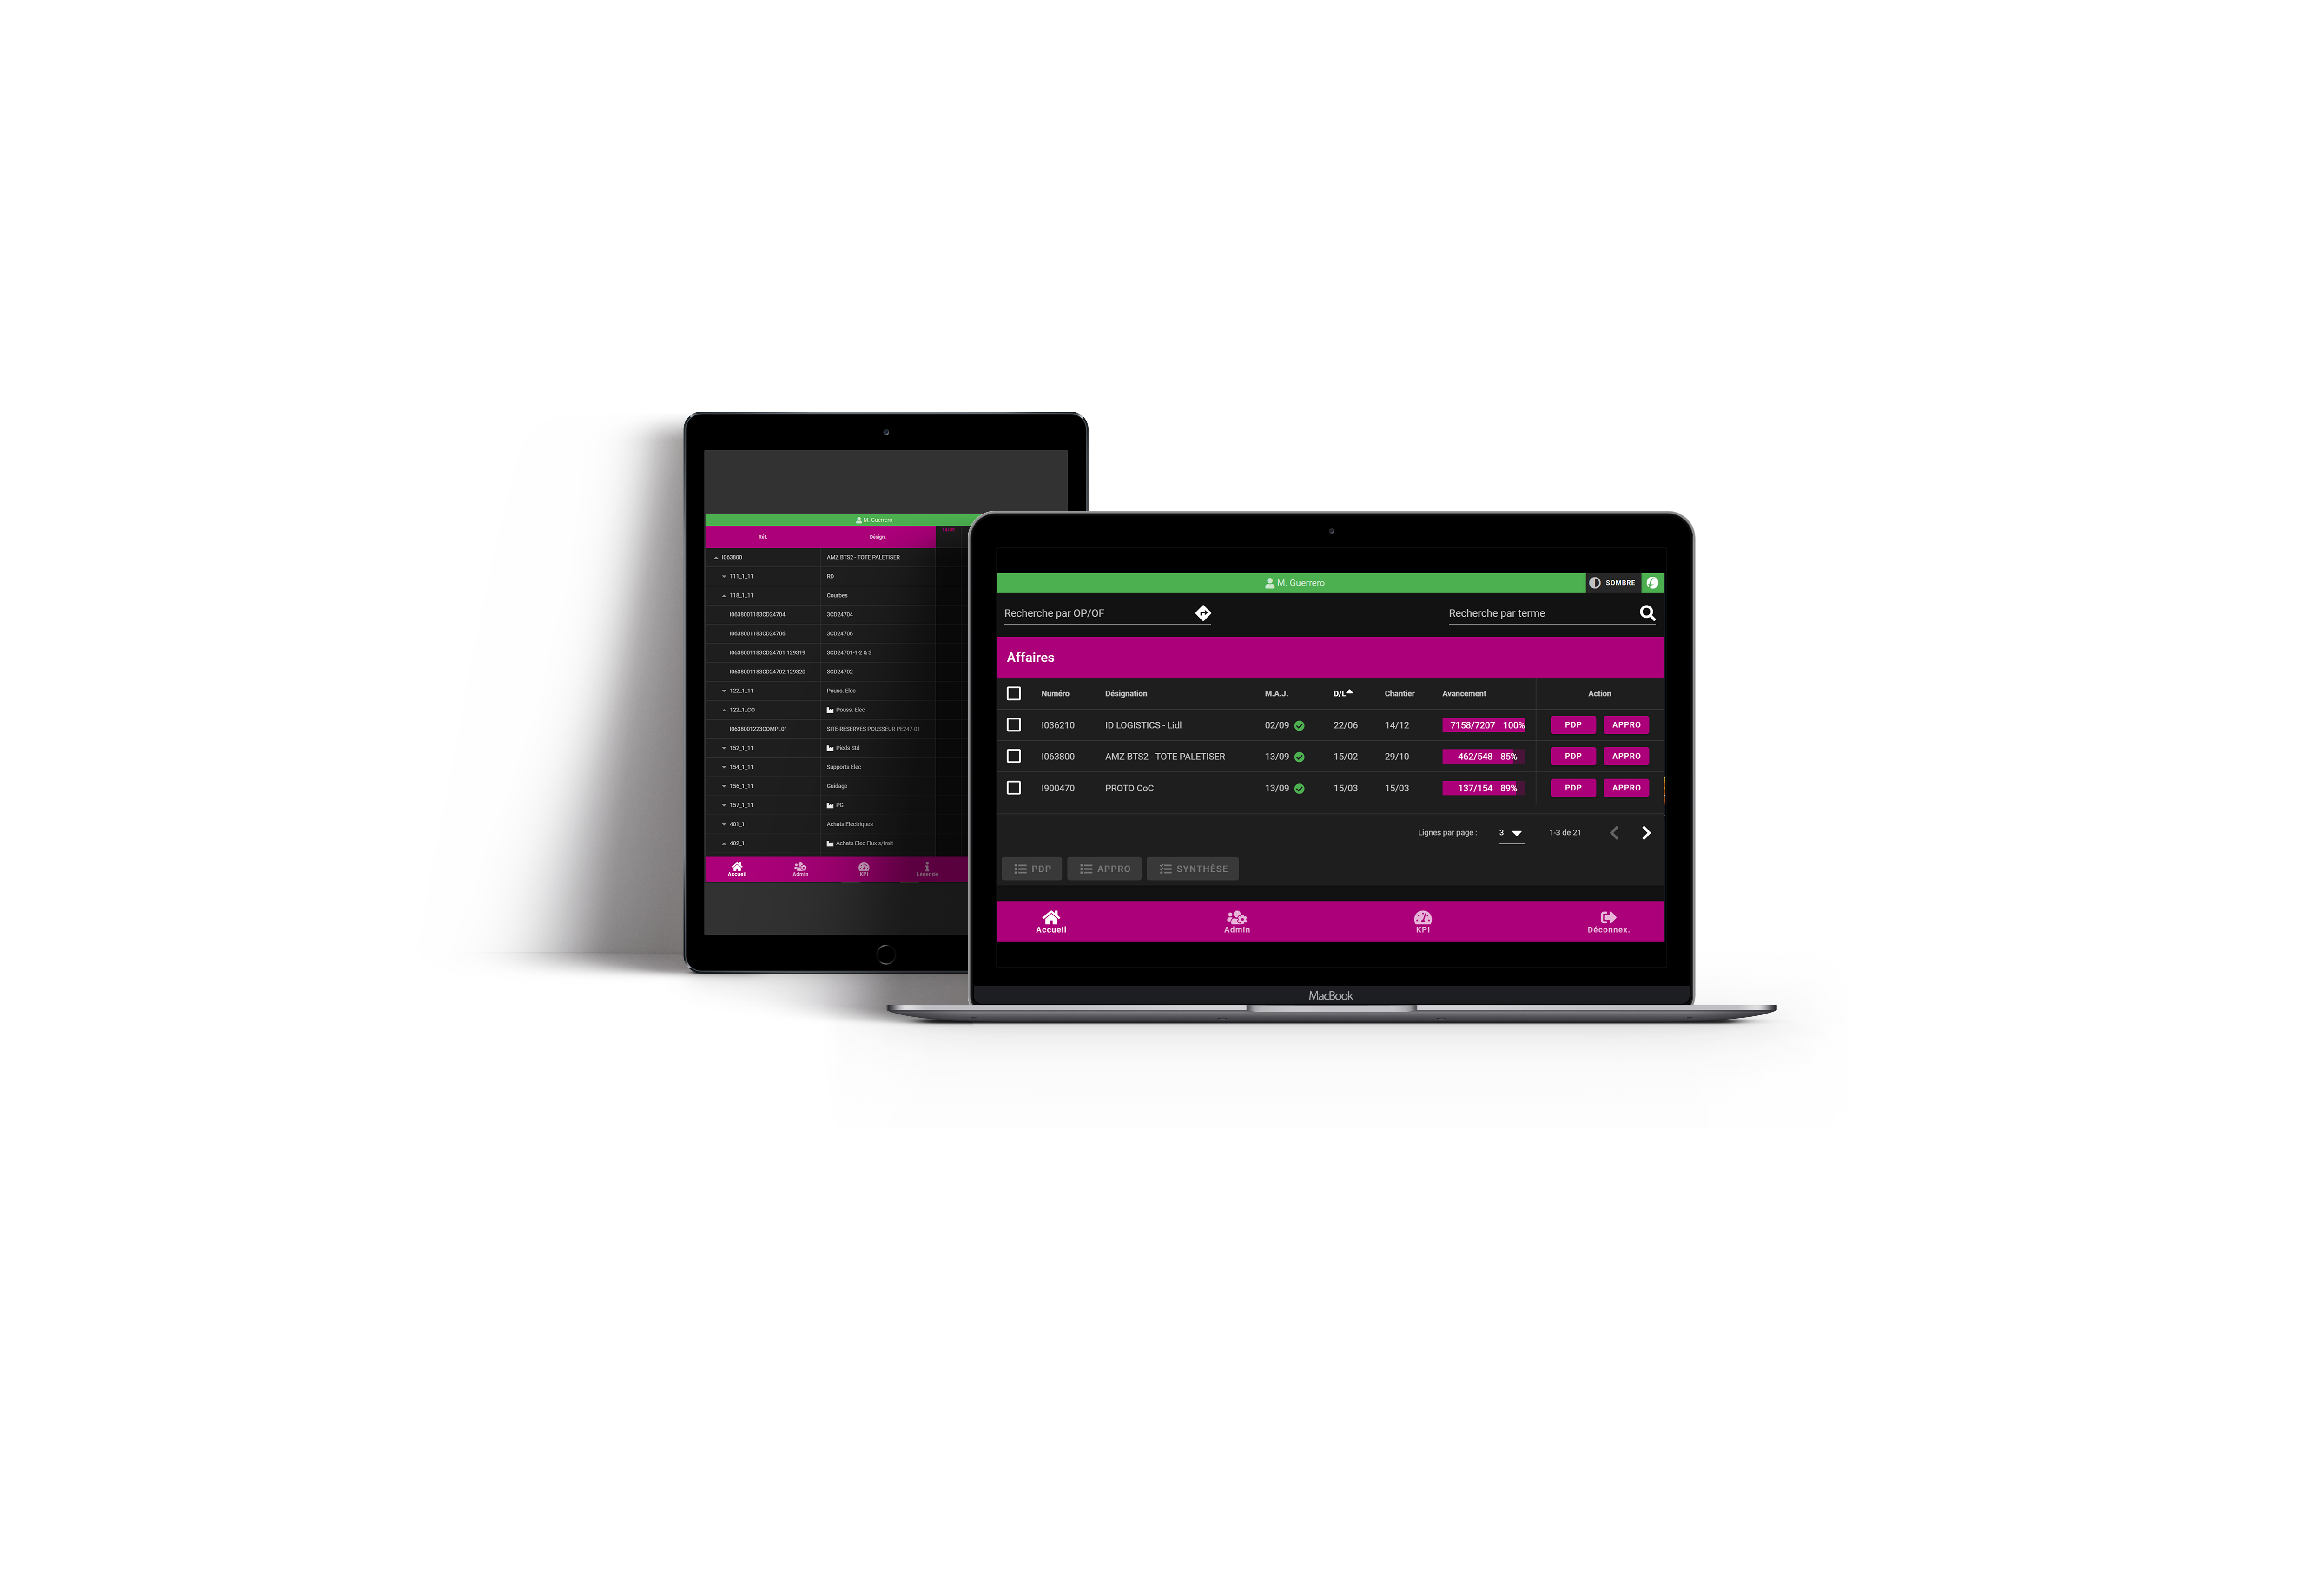 M. Guerrero
Réf. Désign.
I063800 AMZ BTS2 - TOTE PALETISER
111_1_11 RD
118_1_11 Courbes
I0638001183CD24704 3CD24704
I0638001183CD24706 3CD24706
I0638001183CD24701 129319 3CD24701-1-2 & 3
I0638001183CD24702 129320 3CD24702
122_1_11 Pouss. Elec
122_1_CO Pouss. Elec
I0638001223COMPL01 SITE-RESERVES POUSSEUR PE247-01
152_1_11 Pieds Std
154_1_11 Supports Elec
156_1_11 Guidage
157_1_11 PG
401_1 Achats Electriques
402_1 Achats Elec Flux s/trait
Accueil Admin KPI Légende
M. Guerrero SOMBRE
Recherche par OP/OF Recherche par terme
Affaires
Numéro Désignation M.A.J. D/L Chantier Avancement Action
I036210 ID LOGISTICS - Lidl 02/09 22/06 14/12 7158/7207 100% PDP APPRO
I063800 AMZ BTS2 - TOTE PALETISER 13/09 15/02 29/10 462/548 85% PDP APPRO
I900470 PROTO CoC 13/09 15/03 15/03 137/154 89% PDP APPRO
Lignes par page : 3 1-3 de 21
PDP APPRO SYNTHÈSE
Accueil Admin KPI Déconnex.
MacBook